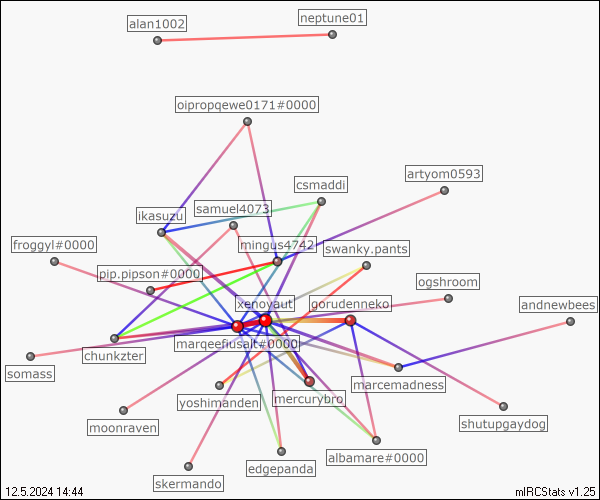 neptune01
alan1002
oipropqewe0171#0000
artyom0593
csmaddi
samuel4073
ikasuzu
froggyl#0000
mingus4742
swanky.pants
pip.pipson#0000
ogshroom
xenoyaut
gorudenneko
andnewbees
marqeefiusalt#0000
chunkzter
somass
marcemadness
yoshimanden
mercurybro
moonraven
shutupgaydog
albamare#0000
edgepanda
skermando
12.5.2024 14:44
mIRCStats v1.25